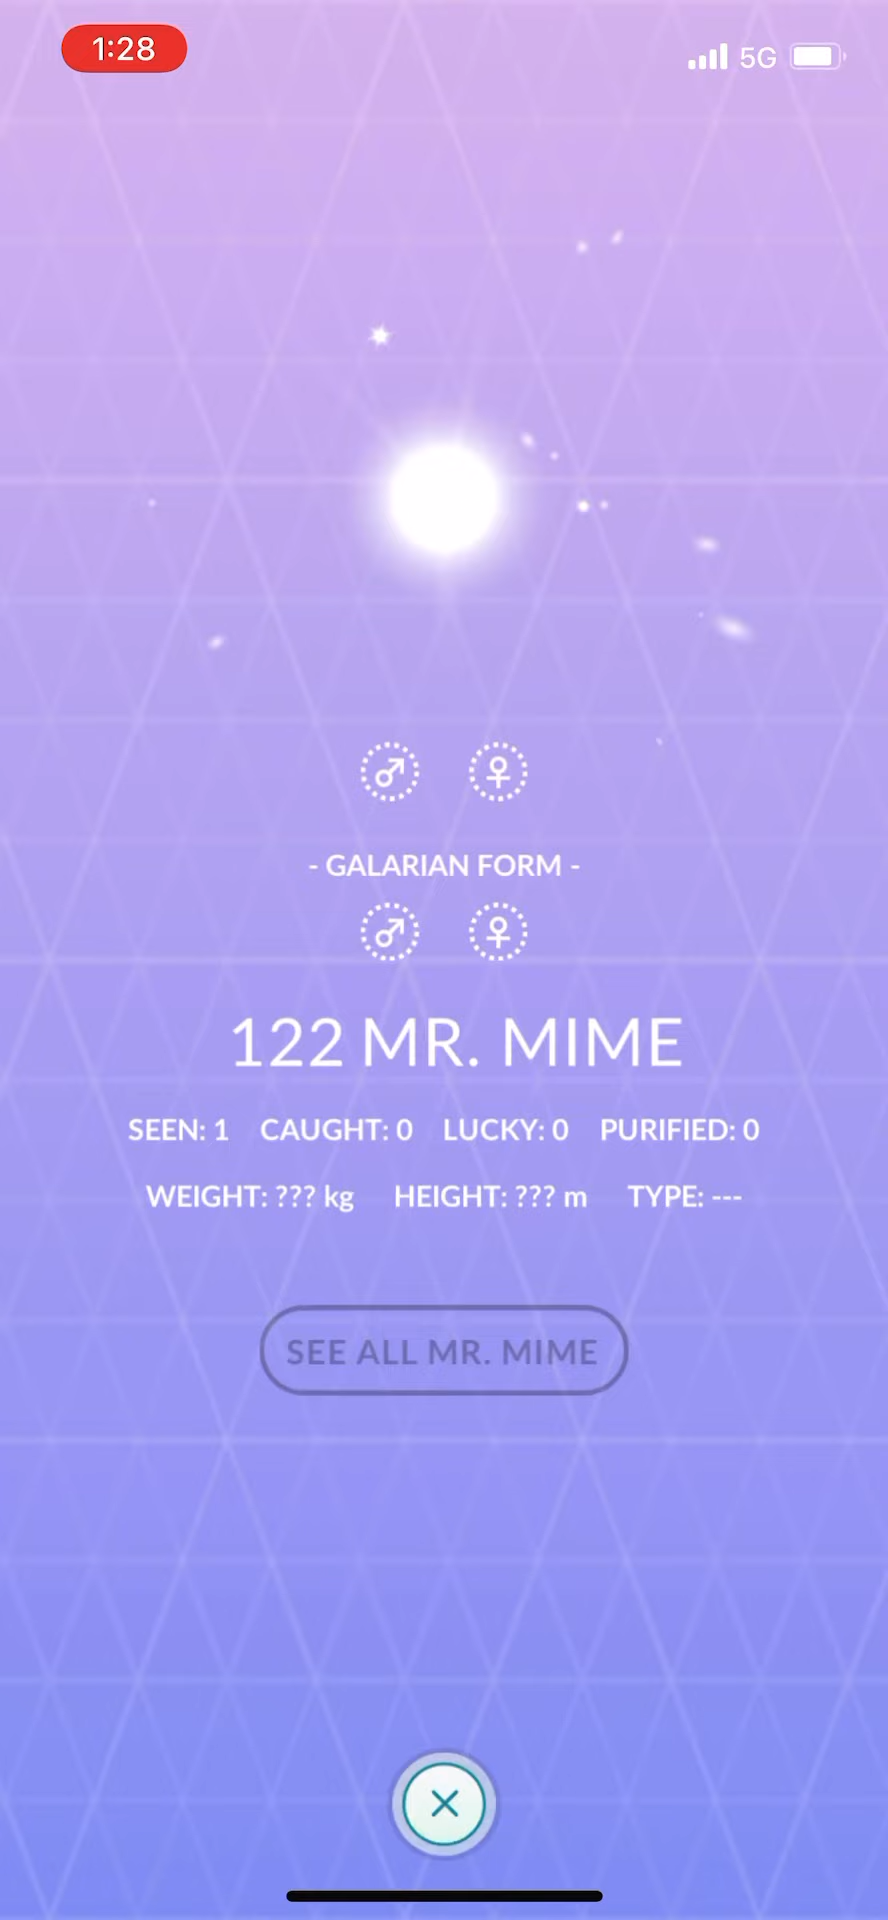 1:28 5G
- GALARIAN FORM -
122 MR. MIME
SEEN: 1 CAUGHT: 0 LUCKY: 0 PURIFIED: 0
WEIGHT: ??? kg HEIGHT: ??? m TYPE: ---
SEE ALL MR. MIME